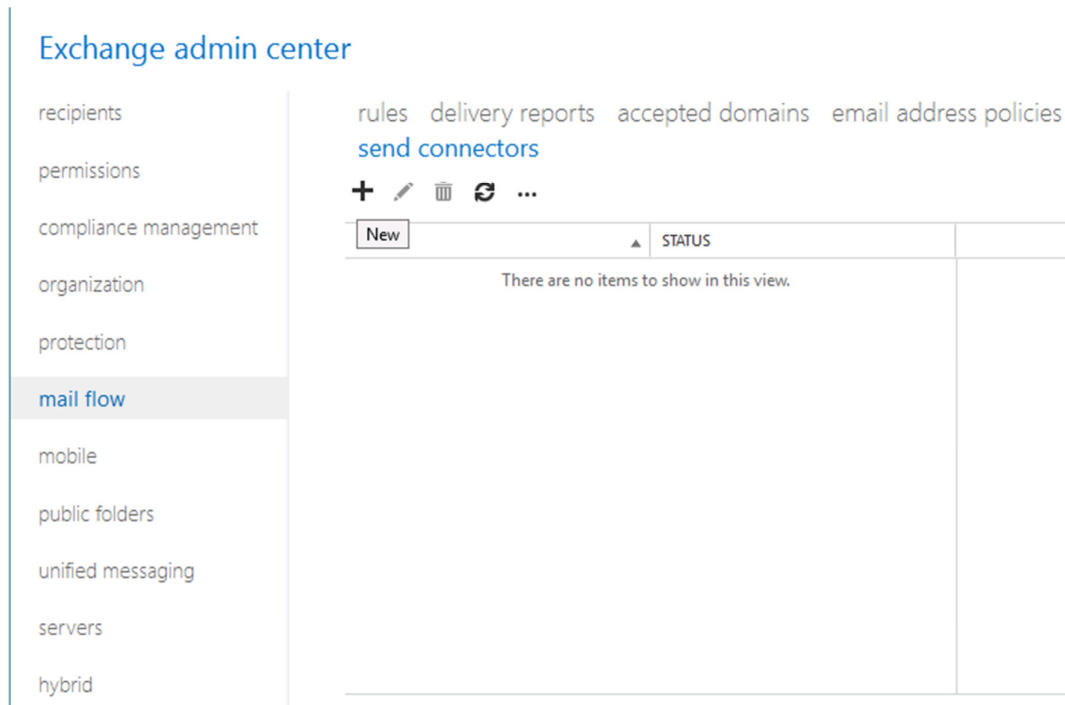 Exchange admin center
recipients
permissions
compliance management
organization
protection
mail flow
mobile
public folders
unified messaging
servers
hybrid
rules delivery reports accepted domains email address policies
send connectors
New
STATUS
There are no items to show in this view.